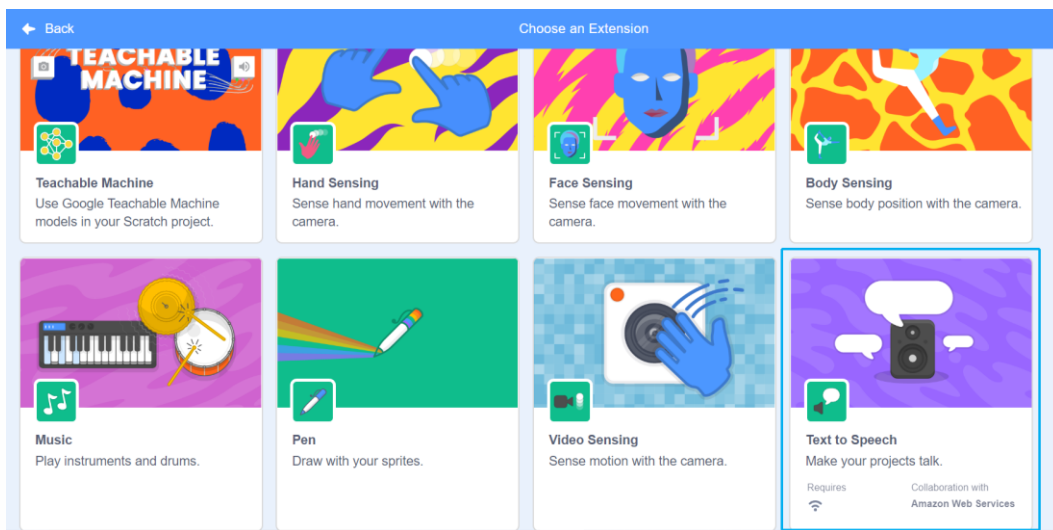 Back
Choose an Extension
TEACHABLE
MACHINE
Teachable Machine
Use Google Teachable Machine
models in your Scratch project.
Hand Sensing
Sense hand movement with the
camera.
Face Sensing
Sense face movement with the
camera.
Body Sensing
Sense body position with the camera.
Music
Play instruments and drums.
Pen
Draw with your sprites.
Video Sensing
Sense motion with the camera.
Text to Speech
Make your projects talk.
Requires
Collaboration with
Amazon Web Services